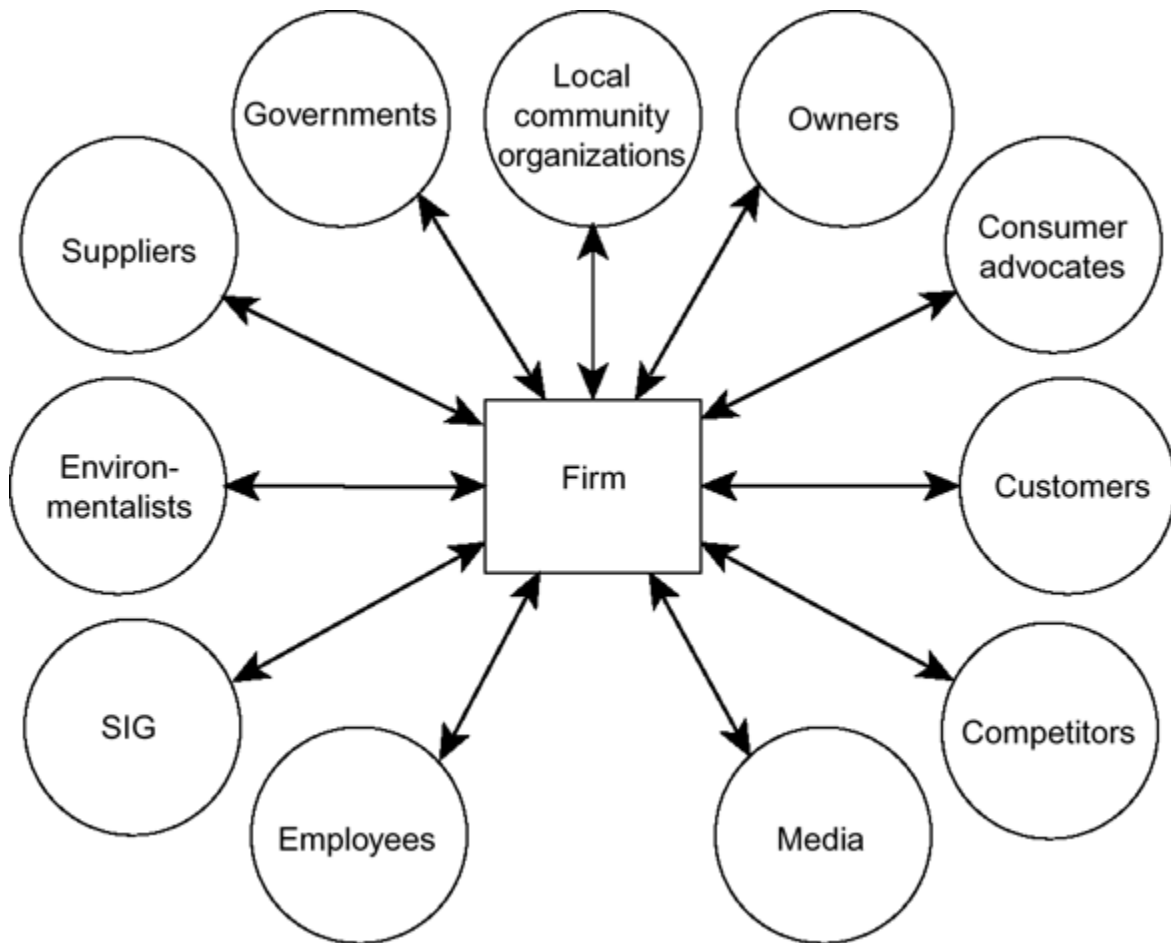 Governments
Local
community
organizations
Owners
Suppliers
Consumer
advocates
Environ-
mentalists
Firm
Customers
SIG
Competitors
Employees
Media